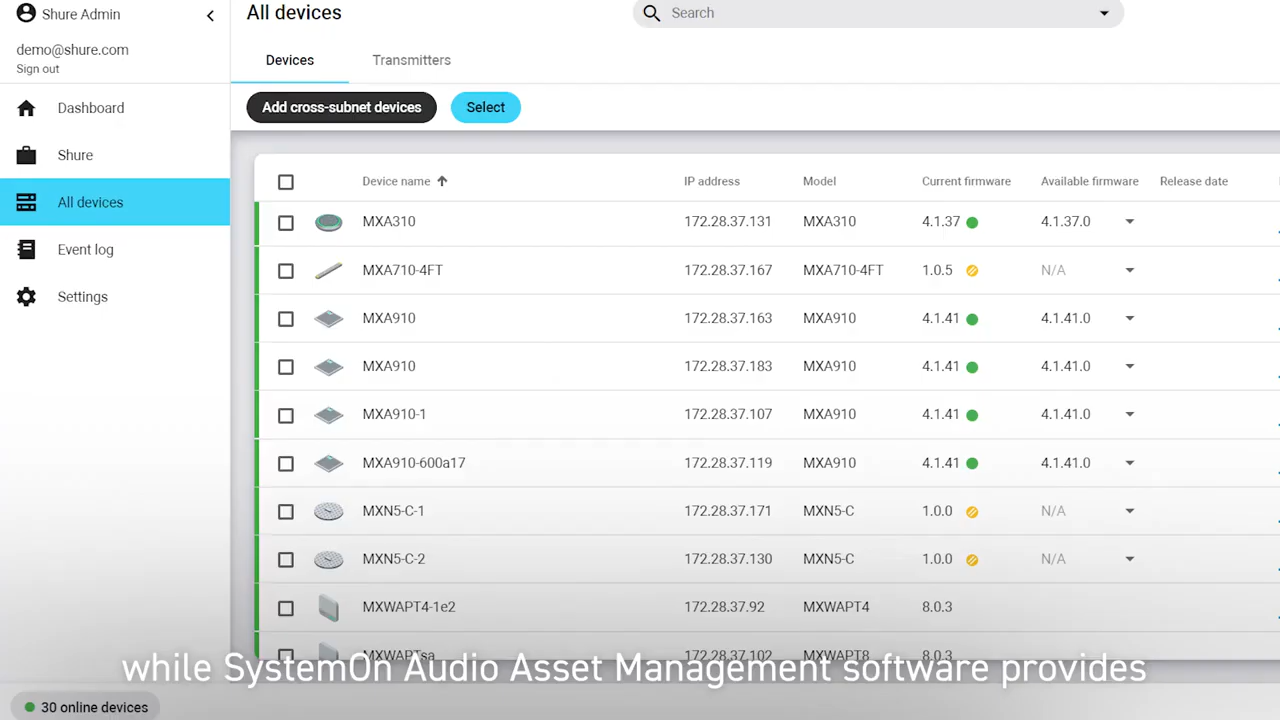 Shure Admin
demo@shure.com
Sign out
Dashboard
Shure
All devices
Event log
Settings
All devices
Search
Devices Transmitters
Add cross-subnet devices Select
Device name IP address Model Current firmware Available firmware Release date
MXA310 172.28.37.131 MXA310 4.1.37 4.1.37.0
MXA710-4FT 172.28.37.167 MXA710-4FT 1.0.5 N/A
MXA910 172.28.37.163 MXA910 4.1.41 4.1.41.0
MXA910 172.28.37.183 MXA910 4.1.41 4.1.41.0
MXA910-1 172.28.37.107 MXA910 4.1.41 4.1.41.0
MXA910-600a17 172.28.37.119 MXA910 4.1.41 4.1.41.0
MXN5-C-1 172.28.37.171 MXN5-C 1.0.0 N/A
MXN5-C-2 172.28.37.130 MXN5-C 1.0.0 N/A
MXWAPT4-1e2 172.28.37.92 MXWAPT4 8.0.3
MXWAPTsa 172.28.37.102 MXWAPT8 8.0.3
while SystemOn Audio Asset Management software provides
30 online devices